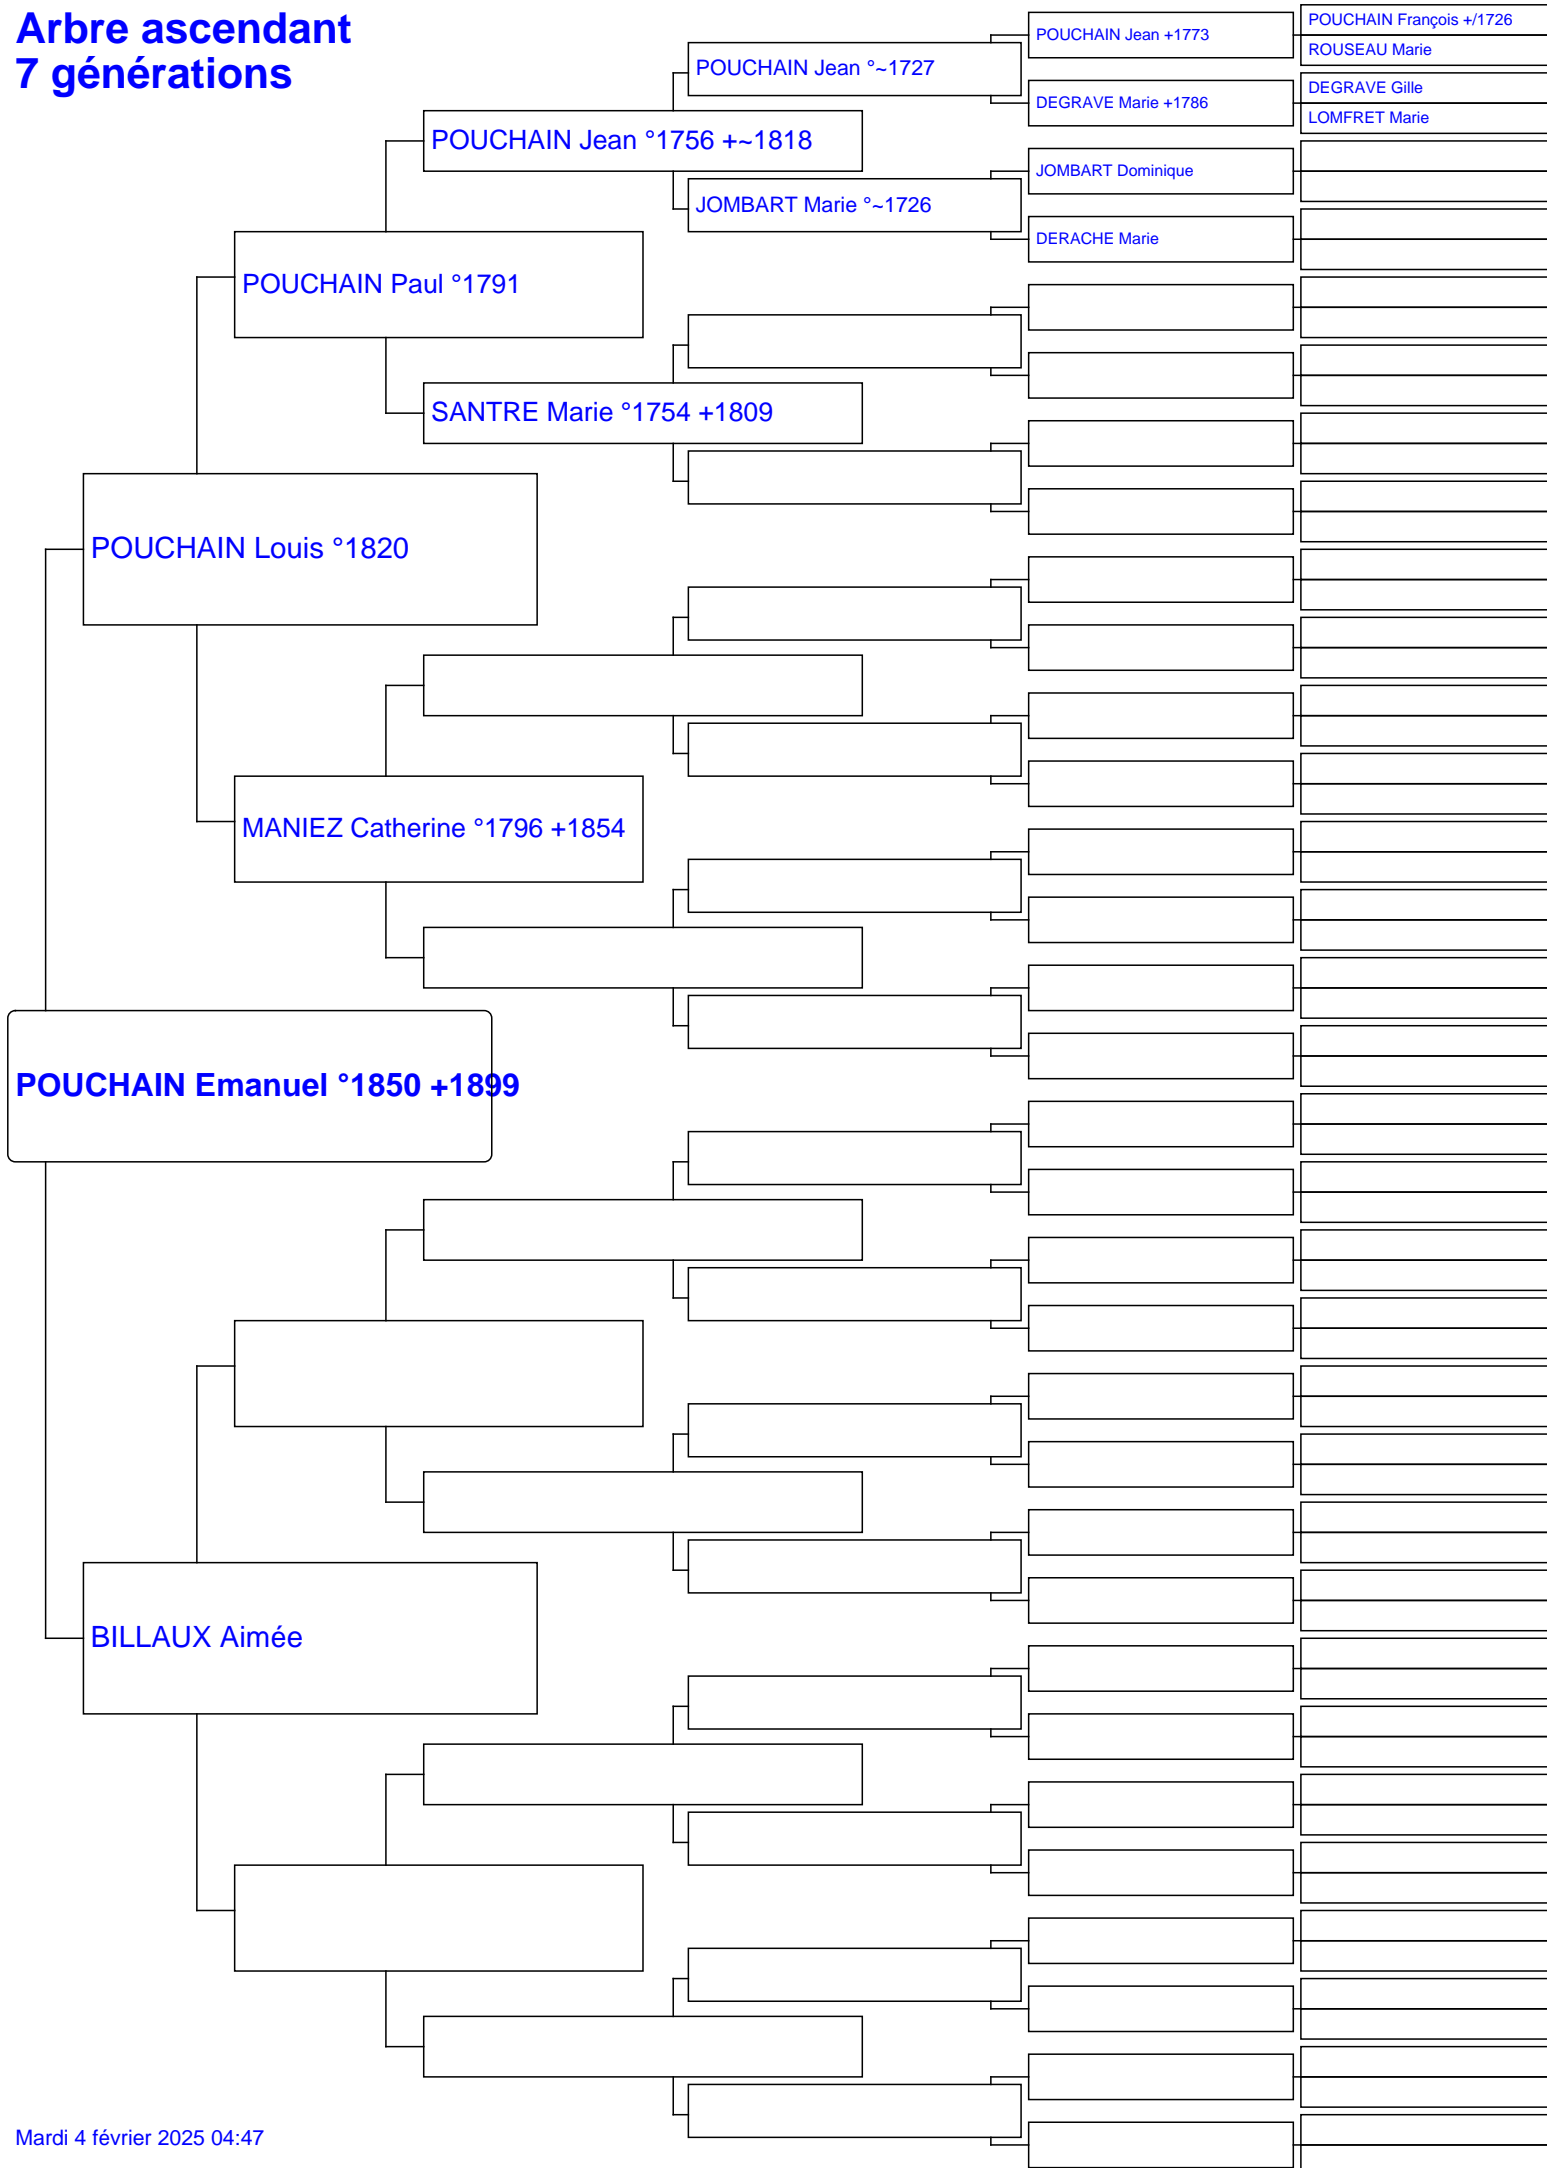 Arbre ascendant
7 générations
POUCHAIN François +/1726
POUCHAIN Jean +1773
ROUSEAU Marie
POUCHAIN Jean °~1727
DEGRAVE Gille
DEGRAVE Marie +1786
LOMFRET Marie
POUCHAIN Jean °1756 +~1818
JOMBART Dominique
JOMBART Marie °~1726
DERACHE Marie
POUCHAIN Paul °1791
SANTRE Marie °1754 +1809
POUCHAIN Louis °1820
MANIEZ Catherine °1796 +1854
POUCHAIN Emanuel °1850 +1899
BILLAUX Aimée
Mardi 4 février 2025 04:47